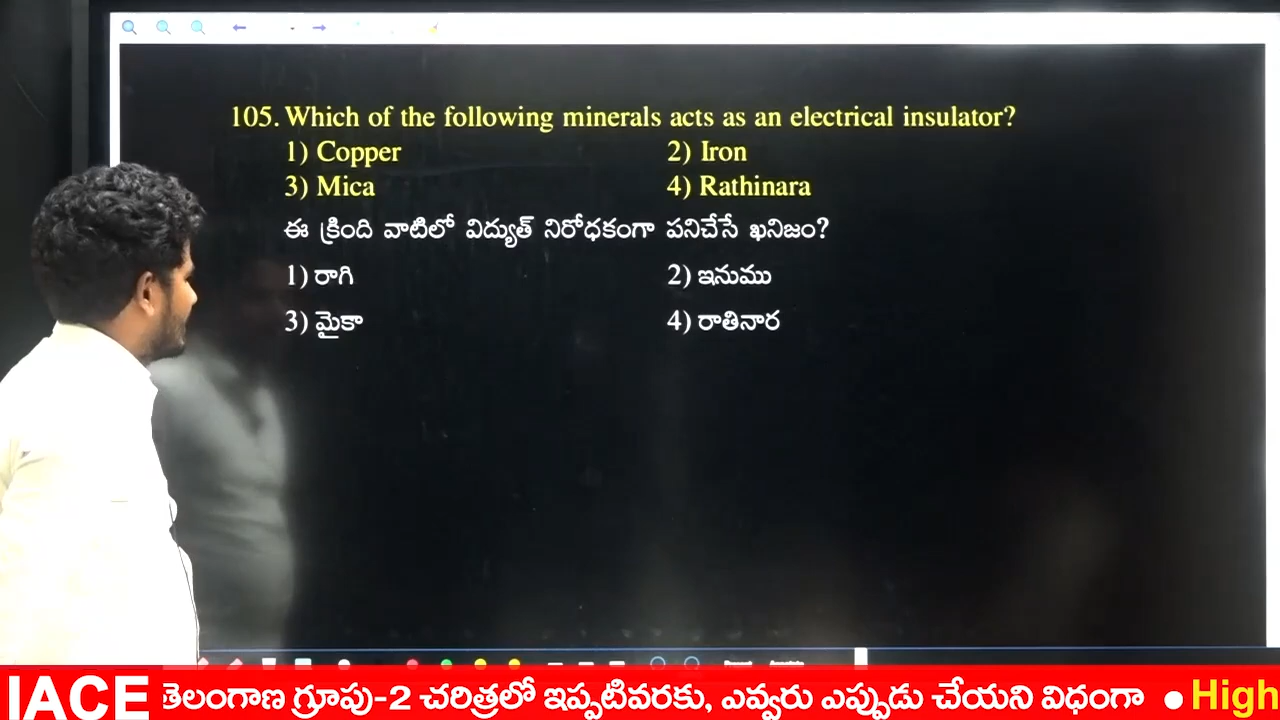 105. Which of the following minerals acts as an electrical insulator?
1) Copper 2) Iron
3) Mica 4) Rathinara
ఈ క్రింది వాటిలో విద్యుత్ నిరోధకంగా పనిచేసే ఖనిజం?
1) రాగి 2) ఇనుము
3) మైకా 4) రాతినార
IACE తెలంగాణ గ్రూపు-2 చరిత్రలో ఇప్పటివరకు, ఎవ్వరు ఎప్పుడు చేయని విధంగా ● High